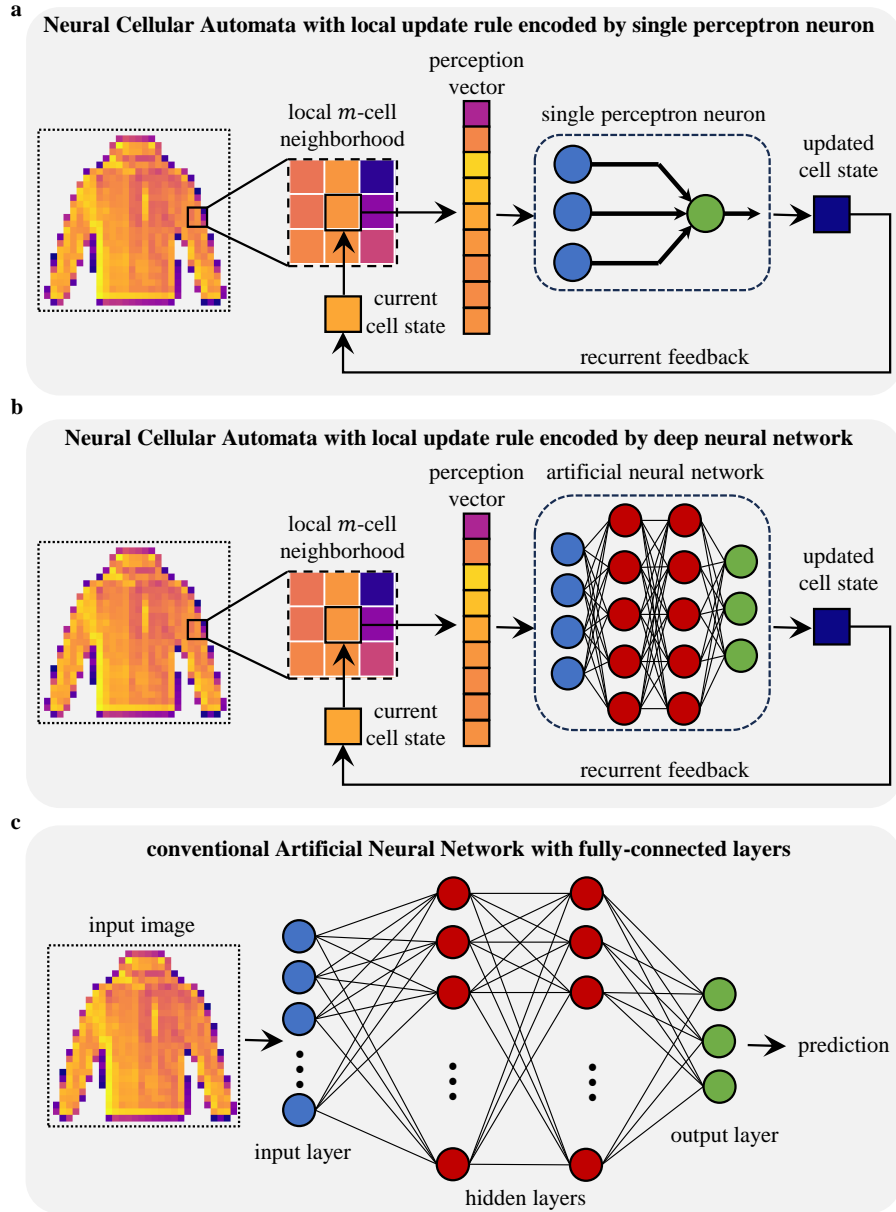 a
Neural Cellular Automata with local update rule encoded by single perceptron neuron
perception
vector
local m-cell
neighborhood
single perceptron neuron
updated
cell state
current
cell state
recurrent feedback
b
Neural Cellular Automata with local update rule encoded by deep neural network
perception
vector
artificial neural network
local m-cell
neighborhood
updated
cell state
current
cell state
recurrent feedback
c
conventional Artificial Neural Network with fully-connected layers
input image
prediction
input layer
output layer
hidden layers